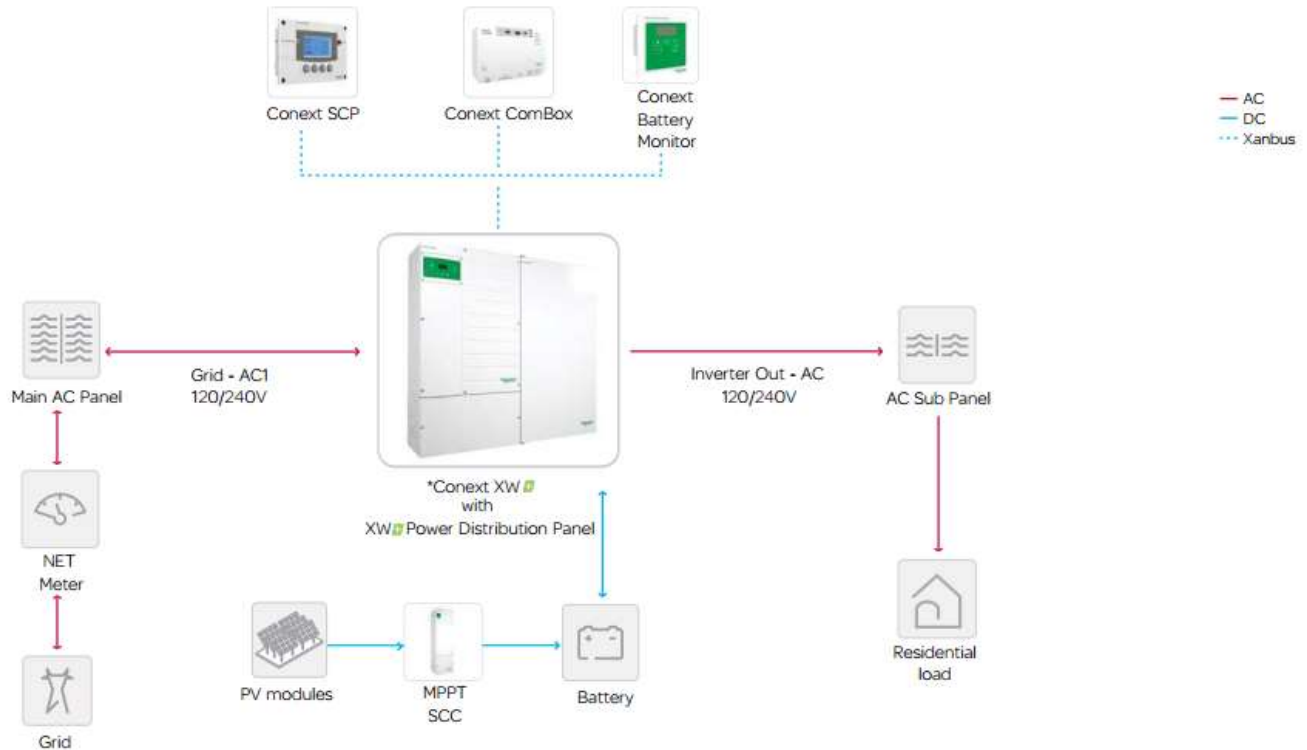 Conext SCP
Conext ComBox
Conext
Battery
Monitor
AC
DC
Xanbus
Main AC Panel
Grid - AC1
120/240V
Inverter Out - AC
120/240V
AC Sub Panel
*Conext XW+
with
XW+ Power Distribution Panel
NET
Meter
Grid
PV modules
MPPT
SCC
Battery
Residential
load